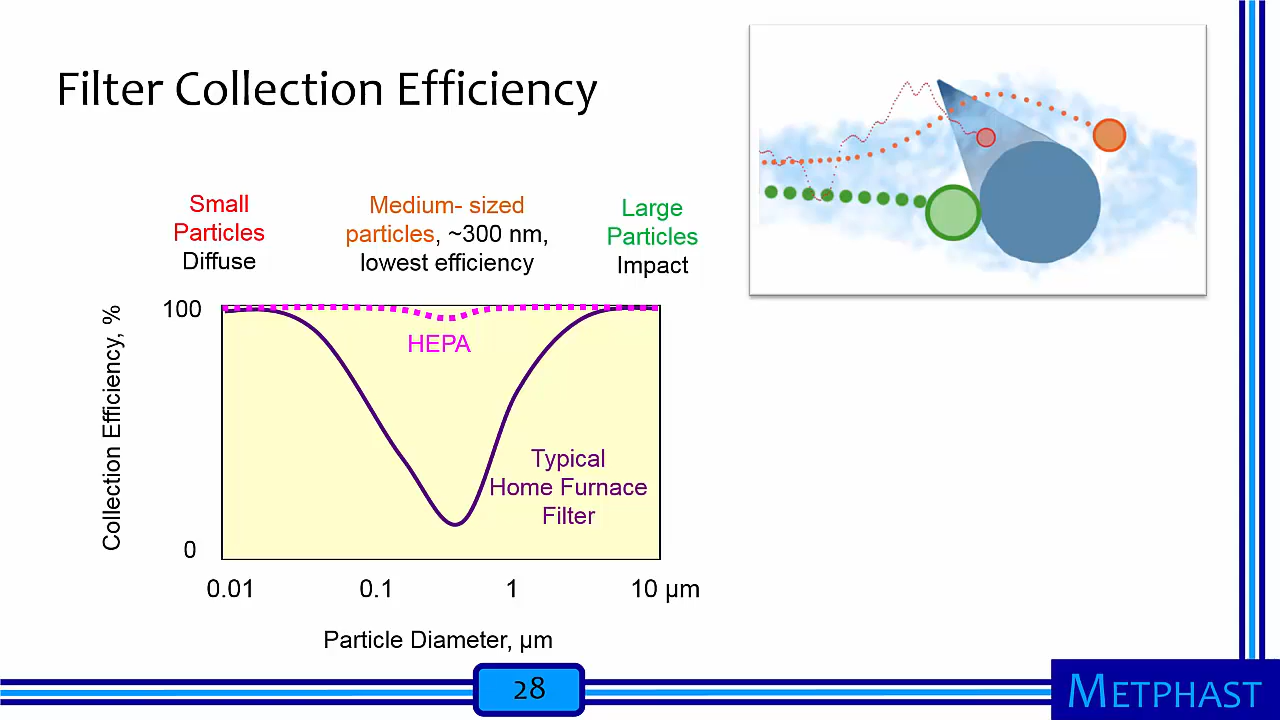 Filter Collection Efficiency
Small
Particles
Diffuse
Medium- sized
particles, ~300 nm,
lowest efficiency
Large
Particles
Impact
Collection Efficiency, %
100
0
HEPA
Typical
Home Furnace
Filter
0.01
0.1
1
10 µm
Particle Diameter, µm
28
METPHAST